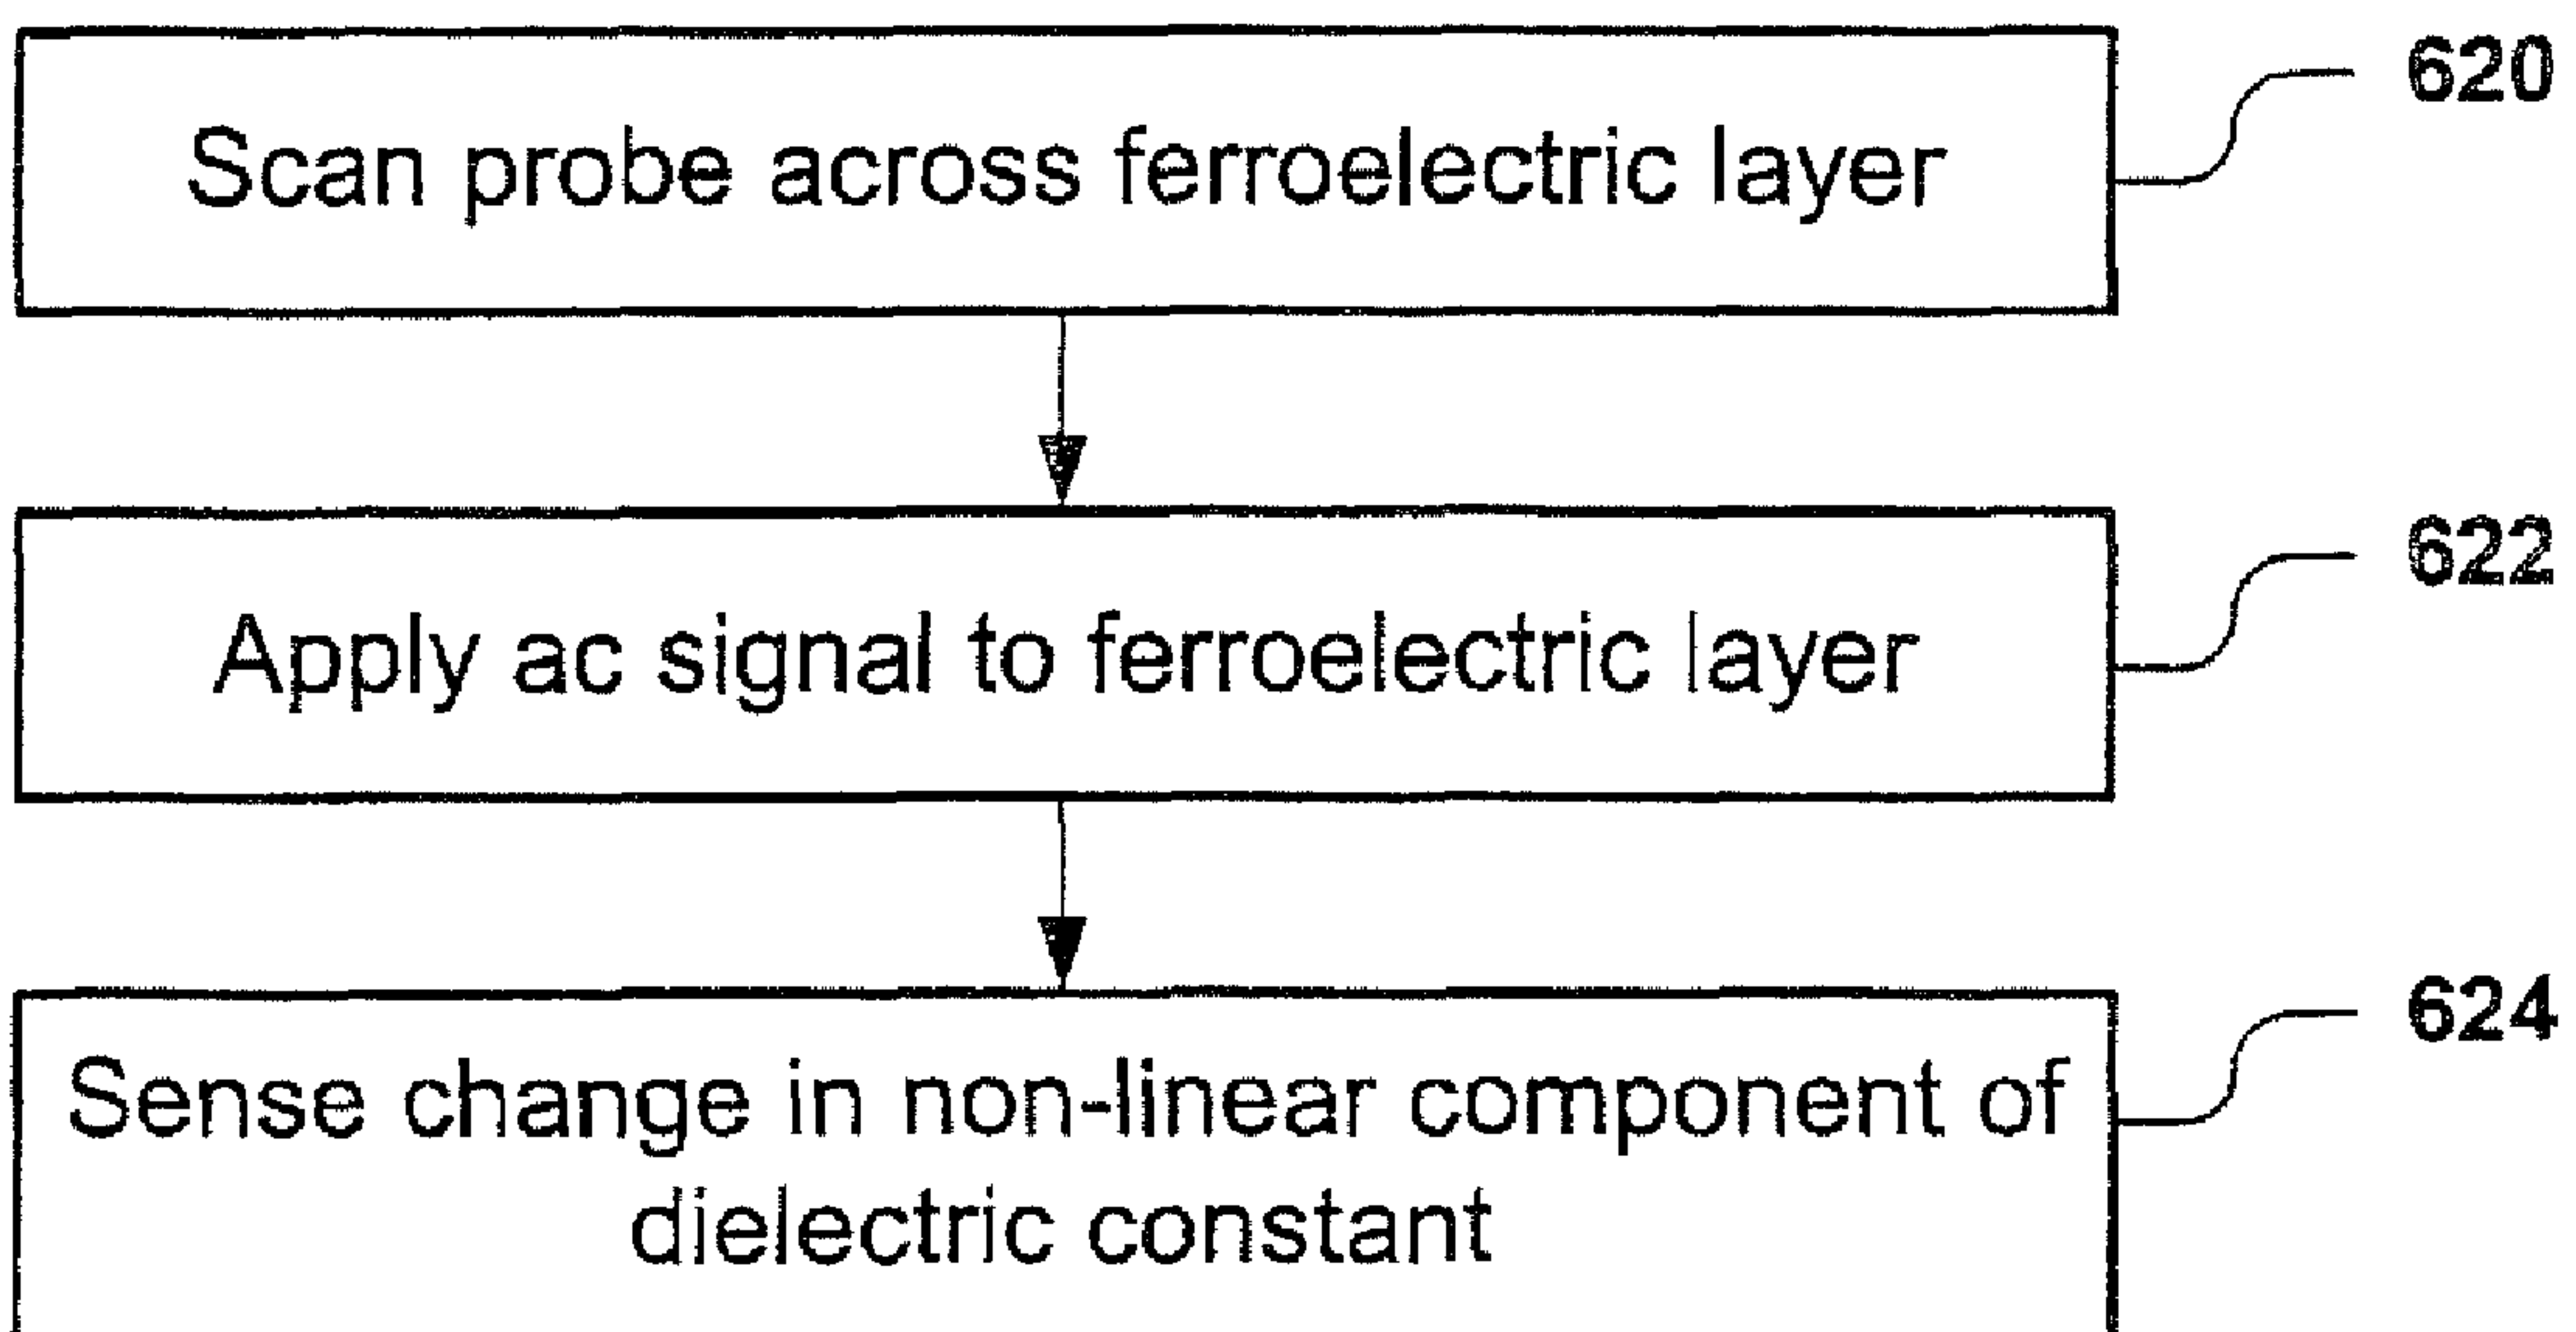 620
Scan probe across ferroelectric layer
622
Apply ac signal to ferroelectric layer
624
Sense change in non-linear component of
dielectric constant